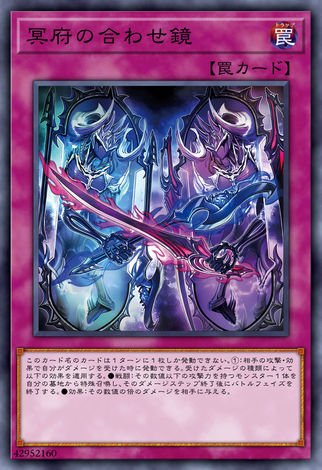 冥府の合わせ鏡
トラップ
罠
【罠カード】
このカード名のカードは1ターンに1枚しか発動できない。①:相手の攻撃・効
果で自分がダメージを受けた時に発動できる。受けたダメージの種類によって
以下の効果を適用する。●戦闘:その数値以下の攻撃力を持つモンスター1体を
自分の墓地から特殊召喚し、そのダメージステップ終了後にバトルフェイズを
終了する。●効果:その数値の倍のダメージを相手に与える。
42952160